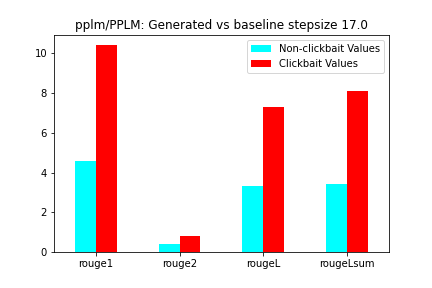 pplm/PPLM: Generated vs baseline stepsize 17.0
Non-clickbait Values
Clickbait Values
10
8
6
4
2
0
rouge1 rouge2 rougeL rougeLsum